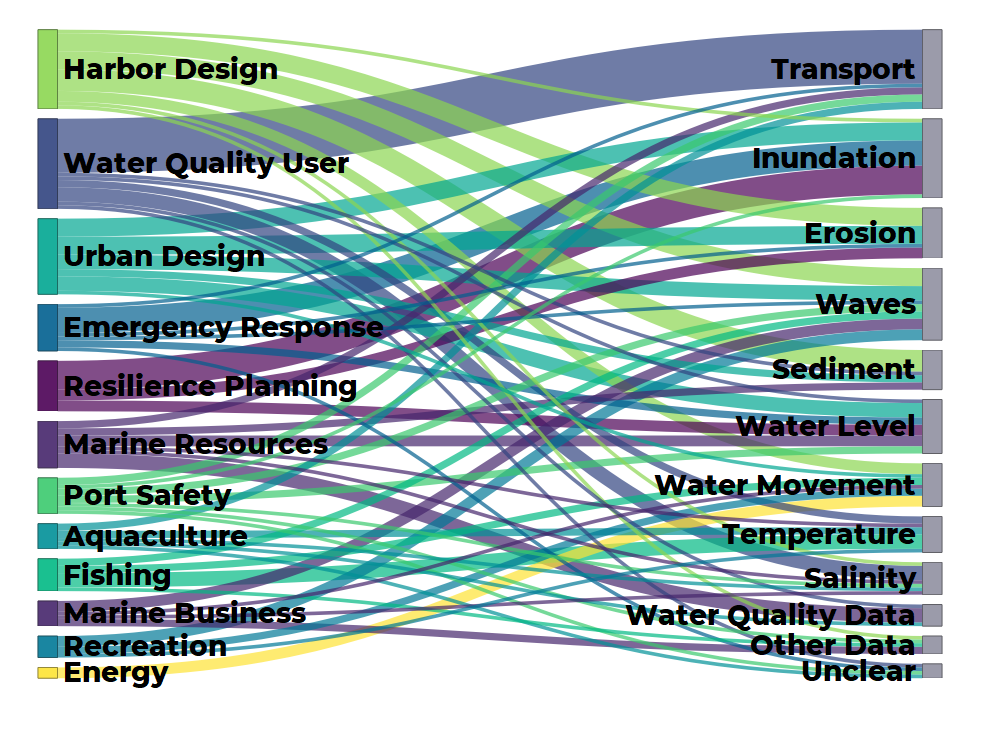 Harbor Design
Water Quality User
Urban Design
Emergency Response
Resilience Planning
Marine Resources
Port Safety
Aquaculture
Fishing
Marine Business
Recreation
Energy
Transport
Inundation
Erosion
Waves
Sediment
Water Level
Water Movement
Temperature
Salinity
Water Quality Data
Other Data
Unclear